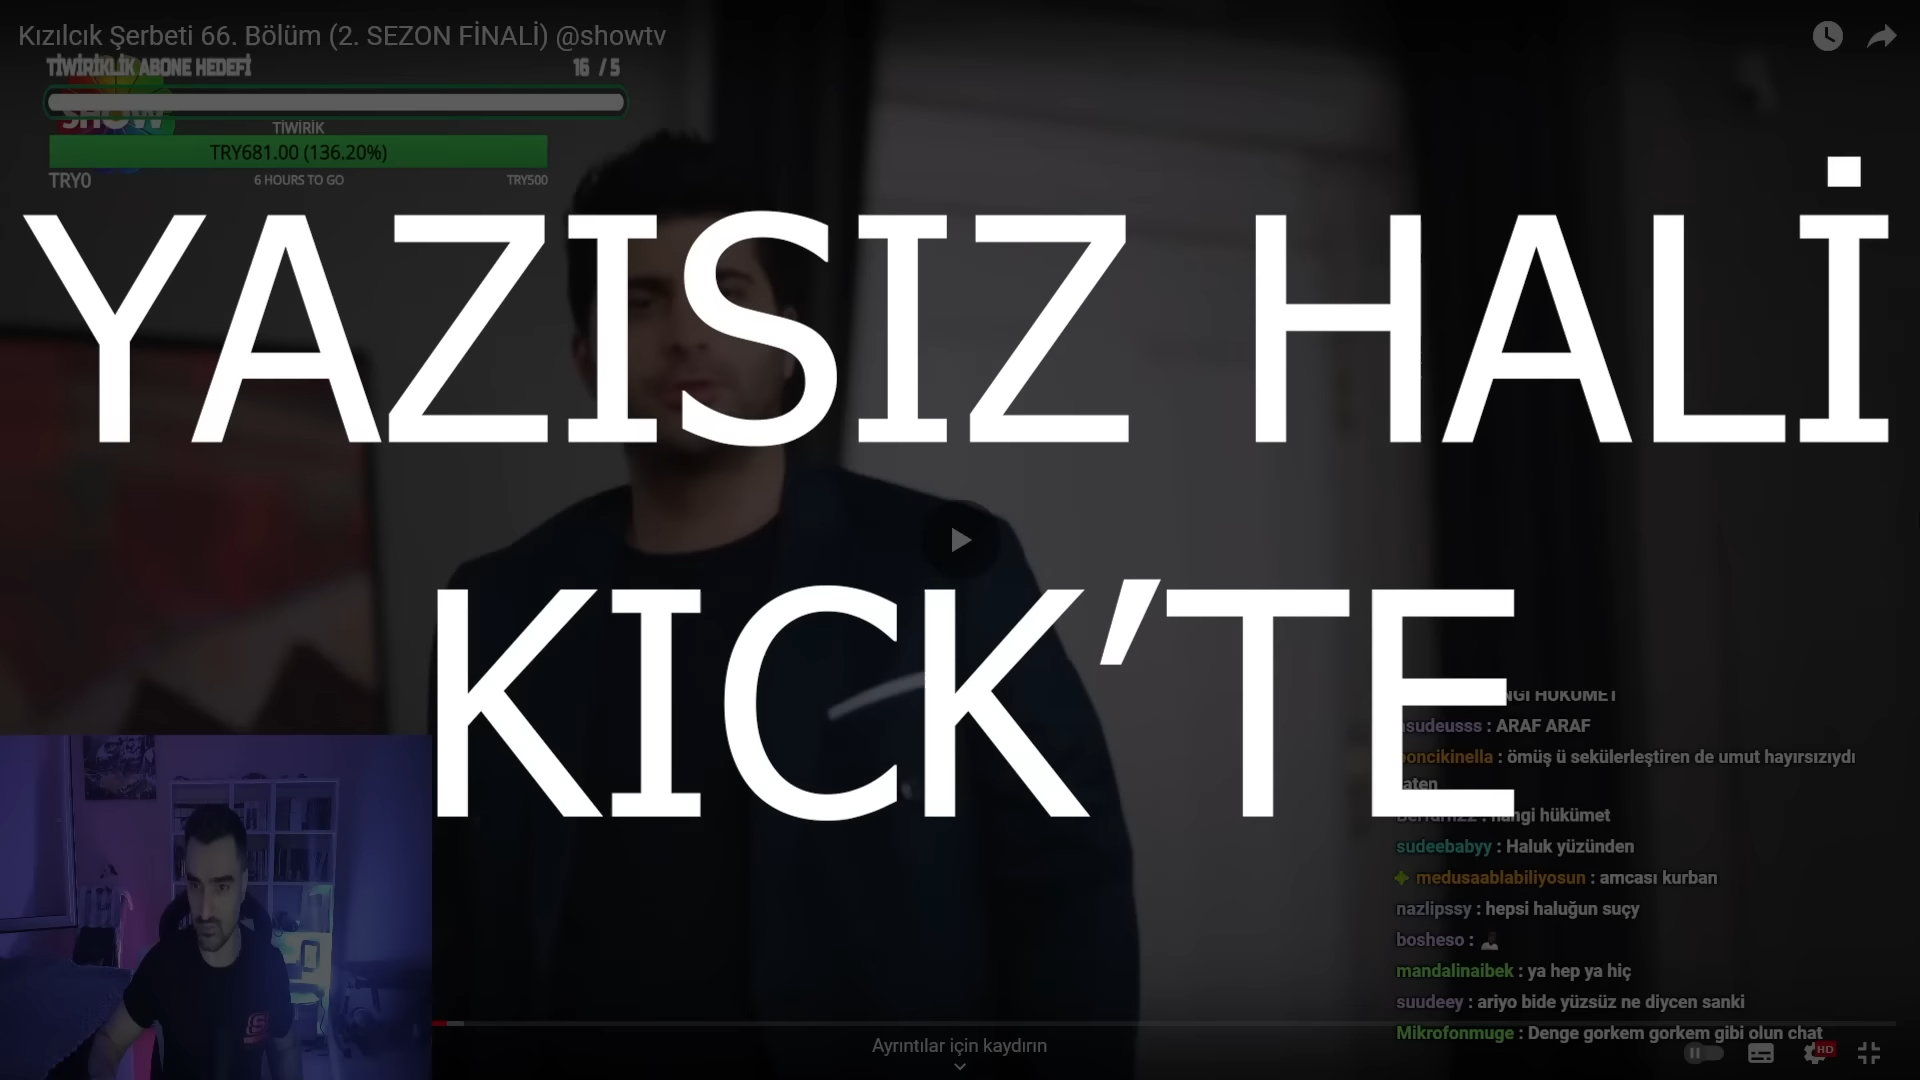 Kızılcık Şerbeti 66. Bölüm (2. SEZON FİNALİ) @showtv
TİWİRİKLİK ABONE HEDEFİ 16 / 5
SHOW
TİWİRİK
TRY681.00 (136.20%)
TRY0 6 HOURS TO GO TRY500
YAZISIZ HALİ
KICK’TE
HÜKÜMET
: ARAF ARAF
: ömüş ü sekülerleştiren de umut hayırsızıydı
: hangi hükümet
sudeebabyy : Haluk yüzünden
medusaablabiliyosun : amcası kurban
nazlipssy : hepsi haluğun suçy
bosheso :
mandalinaibek : ya hep ya hiç
suudeey : ariyo bide yüzsüz ne diycen sanki
Mikrofonmuge : Denge gorkem gorkem gibi olun chat
Ayrıntılar için kaydırın
HD